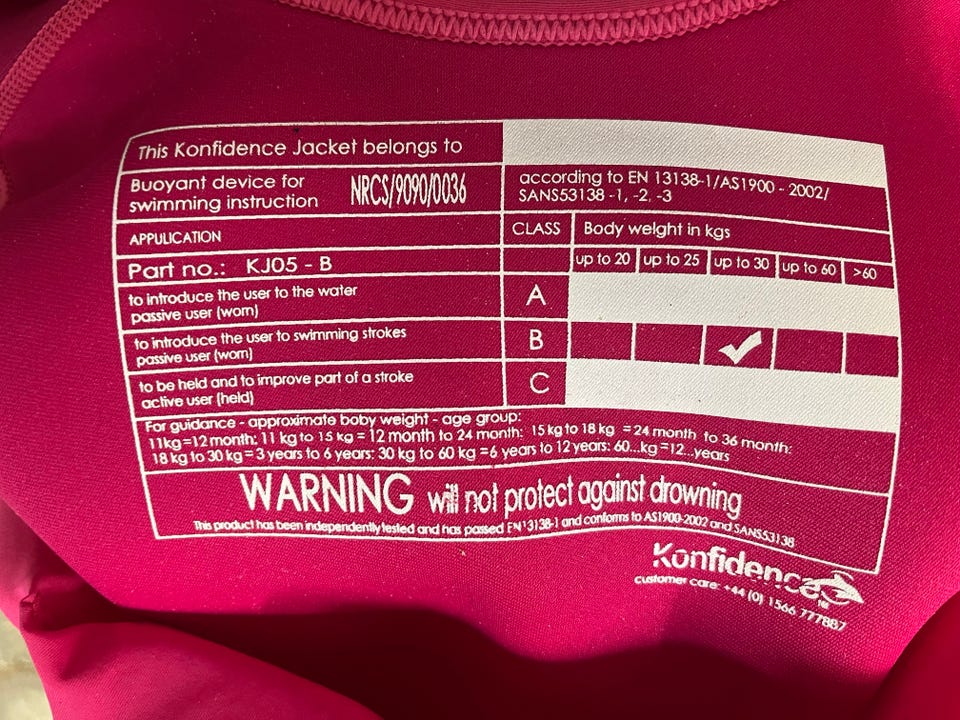 This Konfidence Jacket belongs to
Buoyant device for
swimming instruction
NRCS/9090/0036
according to EN 13138-1/AS1900 - 2002/
SANS53138 -1, -2, -3
APPULICATION
CLASS
Body weight in kgs
Part no.: KJ05 - B
up to 20
up to 25
up to 30
up to 60
>60
to introduce the user to the water
passive user (worn)
A
to introduce the user to swimming strokes
passive user (worn)
B
✓
to be held and to improve part of a stroke
active user (held)
C
For guidance - approximate boby weight - age group:
11kg=12month: 11 kg to 15 kg = 12 month to 24 month: 15 kg to 18 kg =24 month to 36 month:
18 kg to 30 kg=3 years to 6 years: 30 kg to 60 kg =6 years to 12 years: 60...kg =12...years
WARNING will not protect against drowning
This product has been independently tested and has passed EN13138-1 and conforms to AS1900-2002 and SANS53138
Konfidence
TM
customer care: +44 (0) 1566 777887